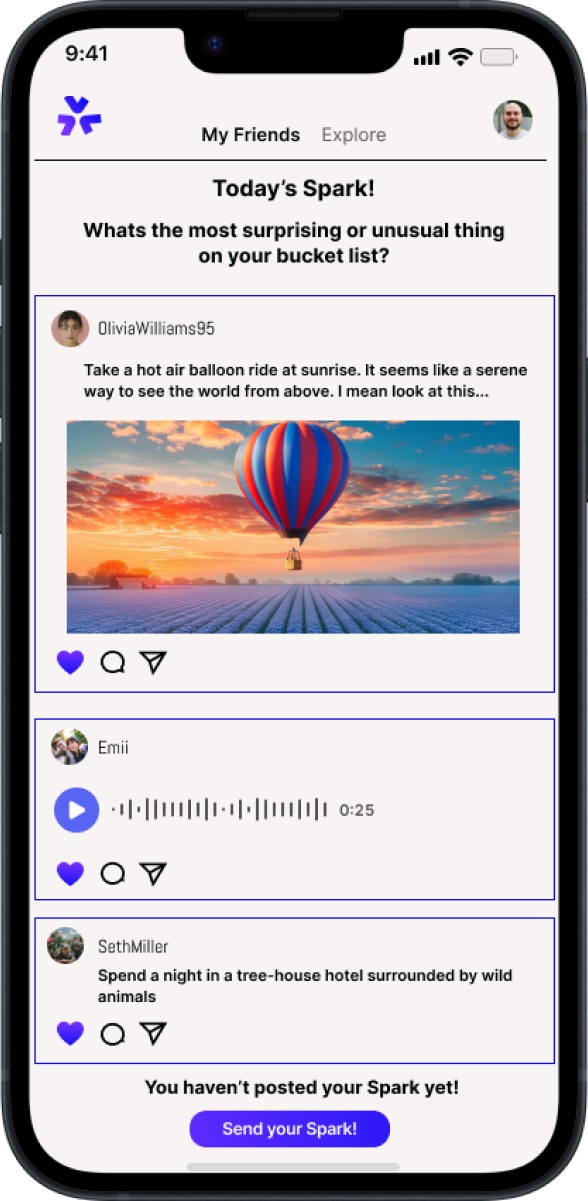 9:41
My Friends Explore
Today's Spark!
Whats the most surprising or unusual thing
on your bucket list?
OliviaWilliams95
Take a hot air balloon ride at sunrise. It seems like a serene
way to see the world from above. I mean look at this...
Emii
0:25
SethMiller
Spend a night in a tree-house hotel surrounded by wild
animals
You haven't posted your Spark yet!
Send your Spark!